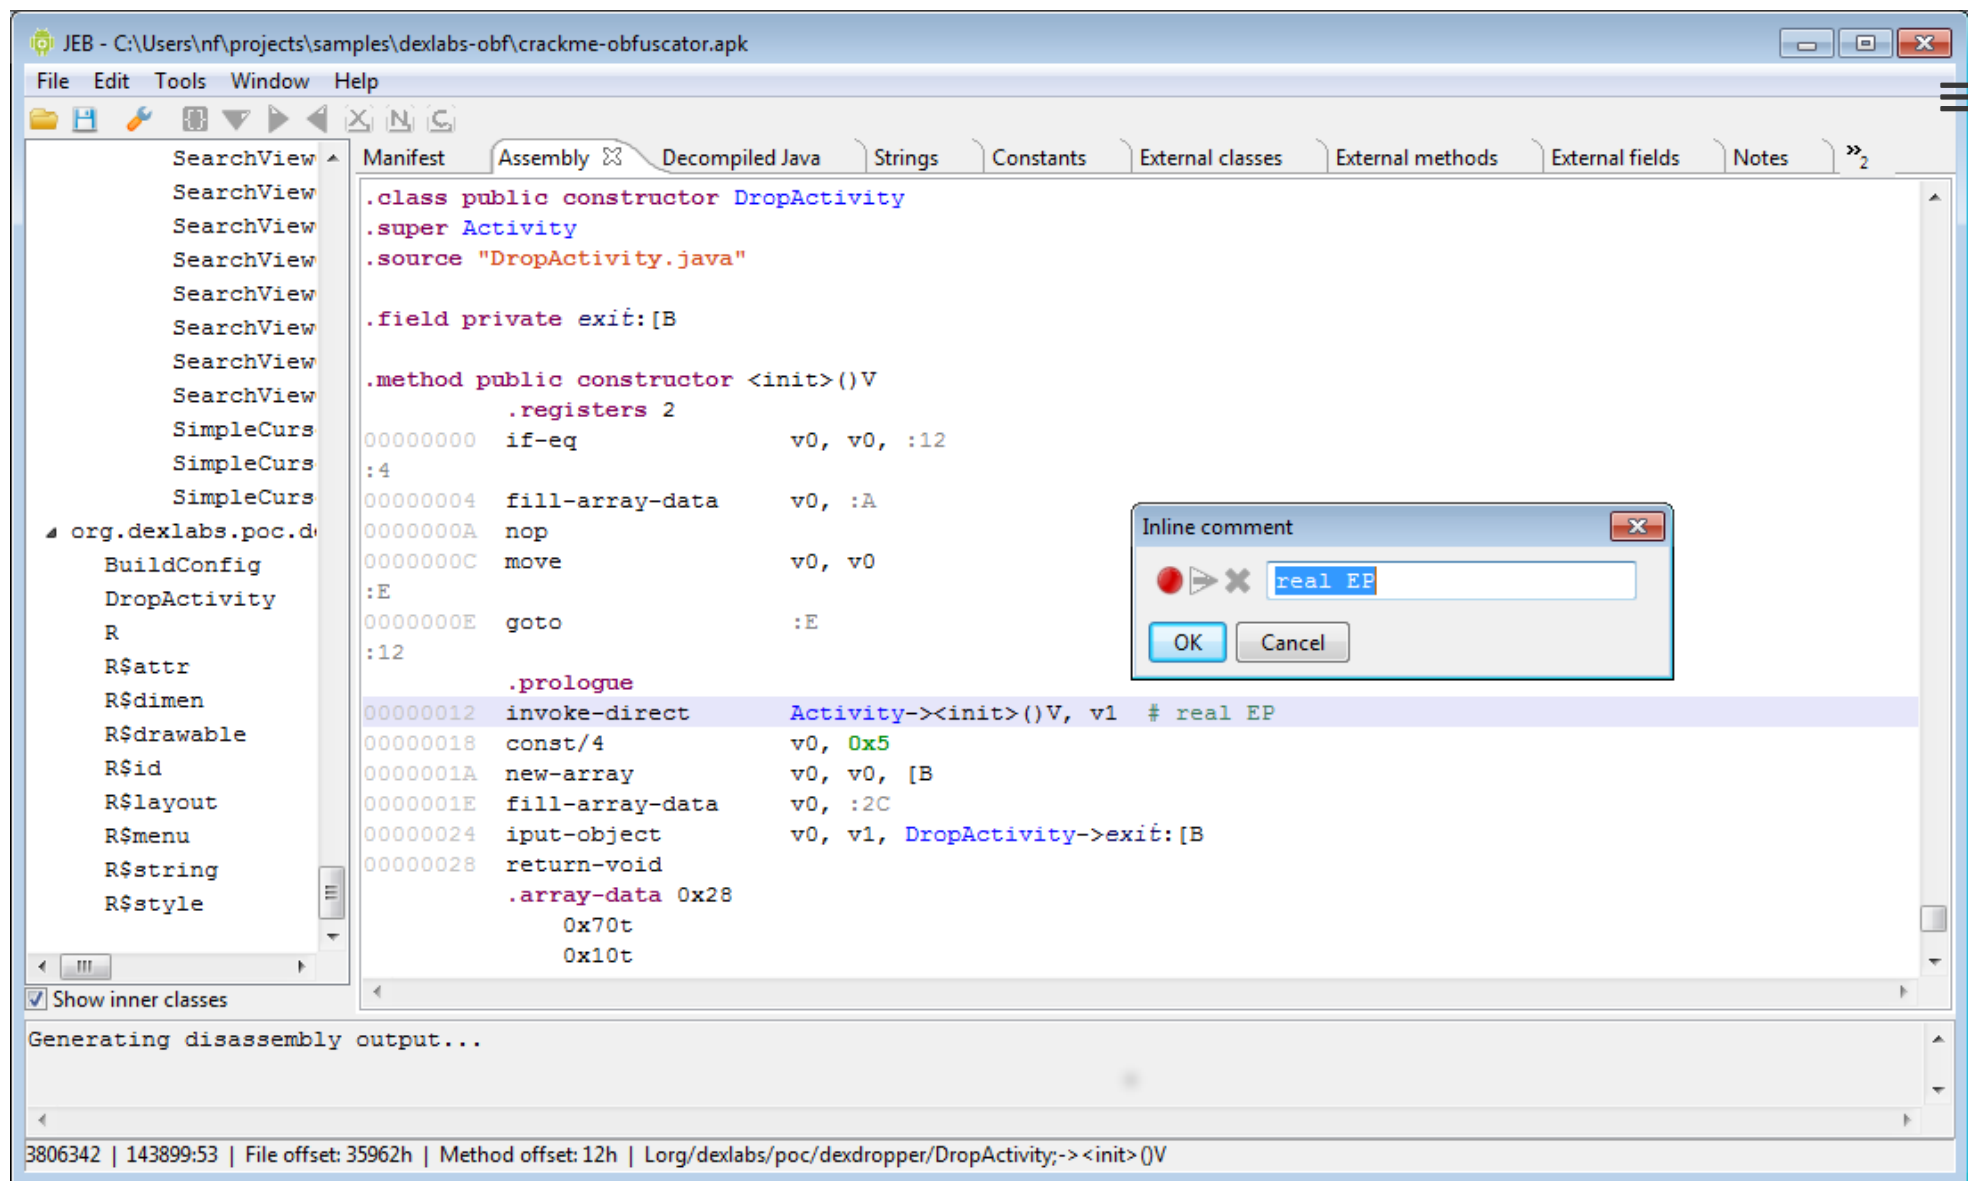 JEB - C:\Users\nf\projects\samples\dexlabs-obf\crackme-obfuscator.apk
File Edit Tools Window Help
SearchView
SearchView
SearchView
SearchView
SearchView
SearchView
SearchView
SearchView
SimpleCurs
SimpleCurs
SimpleCurs
org.dexlabs.poc.d
BuildConfig
DropActivity
R
R$attr
R$dimen
R$drawable
R$id
R$layout
R$menu
R$string
R$style
Show inner classes
Manifest Assembly Decompiled Java Strings Constants External classes External methods External fields Notes »2
.class public constructor DropActivity
.super Activity
.source "DropActivity.java"
.field private exiṫ:[B
.method public constructor <init>()V
.registers 2
00000000 if-eq v0, v0, :12
:4
00000004 fill-array-data v0, :A
0000000A nop
0000000C move v0, v0
:E
0000000E goto :E
:12
.prologue
00000012 invoke-direct Activity-><init>()V, v1 # real EP
00000018 const/4 v0, 0x5
0000001A new-array v0, v0, [B
0000001E fill-array-data v0, :2C
00000024 iput-object v0, v1, DropActivity->exiṫ:[B
00000028 return-void
.array-data 0x28
0x70t
0x10t
Inline comment
real EP
OK Cancel
Generating disassembly output...
3806342 | 143899:53 | File offset: 35962h | Method offset: 12h | Lorg/dexlabs/poc/dexdropper/DropActivity;-><init>()V